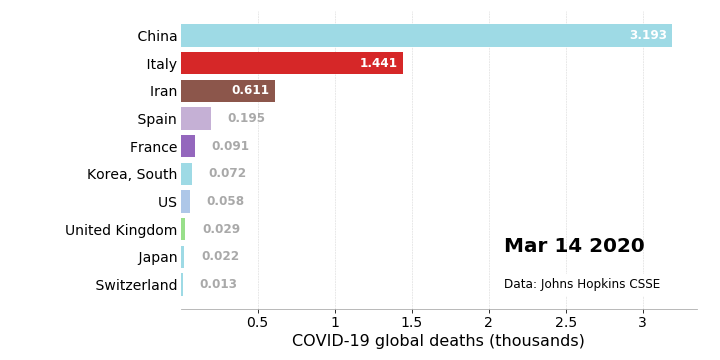 China 3.193
Italy 1.441
Iran 0.611
Spain 0.195
France 0.091
Korea, South 0.072
US 0.058
United Kingdom 0.029
Japan 0.022
Switzerland 0.013
Mar 14 2020
Data: Johns Hopkins CSSE
0.5 1 1.5 2 2.5 3
COVID-19 global deaths (thousands)